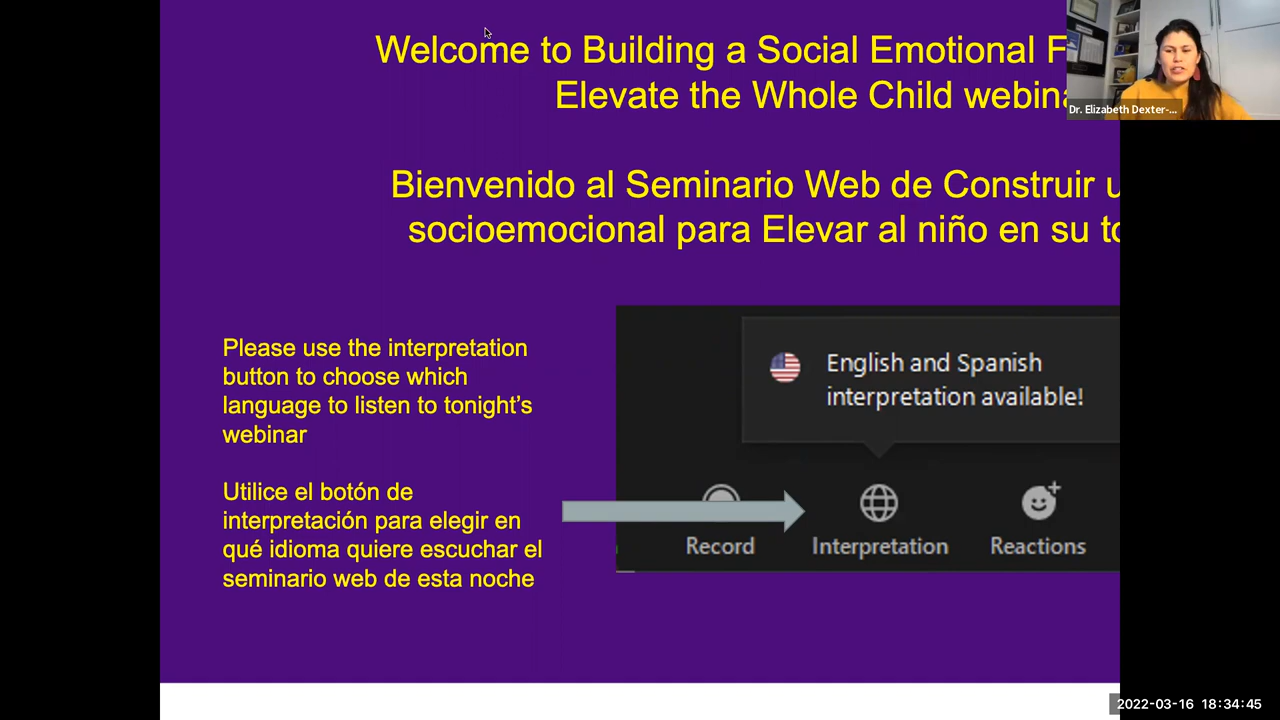 Welcome to Building a Social Emotional
Elevate the Whole Child
Dr. Elizabeth Dexter-...
Bienvenido al Seminario Web de Construir
socioemocional para Elevar al niño en su
Please use the interpretation
button to choose which
language to listen to tonight’s
webinar
English and Spanish
interpretation available!
Utilice el botón de
interpretación para elegir en
qué idioma quiere escuchar el
seminario web de esta noche
Record
Interpretation
Reactions
2022-03-16 18:34:45